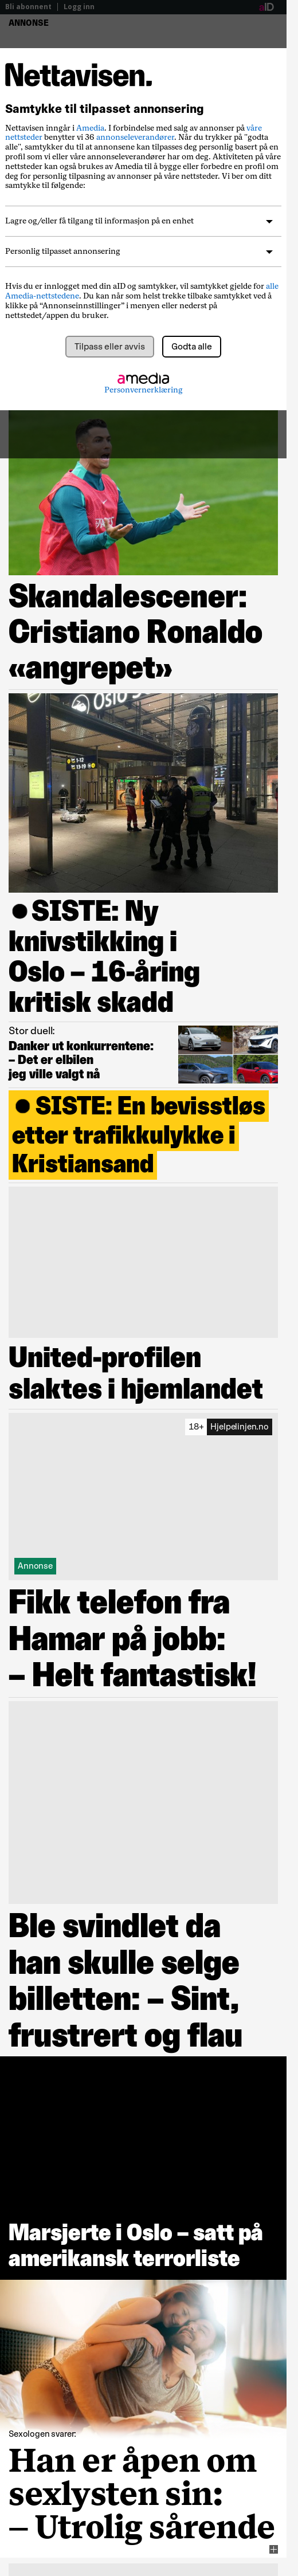 Bli abonnent | Logg inn
aID
ANNONSE
Nettavisen.
Samtykke til tilpasset annonsering
Nettavisen inngår i Amedia. I forbindelse med salg av annonser på våre
nettsteder benytter vi 36 annonseleverandører. Når du trykker på "godta
alle", samtykker du til at annonsene kan tilpasses deg personlig basert på en
profil som vi eller våre annonseleverandører har om deg. Aktiviteten på våre
nettsteder kan også brukes av Amedia til å bygge eller forbedre en profil om
deg for personlig tilpasning av annonser på våre nettsteder. Vi ber om ditt
samtykke til følgende:
Lagre og/eller få tilgang til informasjon på en enhet
Personlig tilpasset annonsering
Hvis du er innlogget med din aID og samtykker, vil samtykket gjelde for alle
Amedia-nettstedene. Du kan når som helst trekke tilbake samtykket ved å
klikke på “Annonseinnstillinger” i menyen eller nederst på
nettstedet/appen du bruker.
Tilpass eller avvis
Godta alle
amedia
Personvernerklæring
Skandalescener:
Cristiano Ronaldo
«angrepet»
SISTE: Ny
knivstikking i
Oslo – 16-åring
kritisk skadd
Stor duell:
Danker ut konkurrentene:
– Det er elbilen
jeg ville valgt nå
SISTE: En bevisstløs
etter trafikkulykke i
Kristiansand
United-profilen
slaktes i hjemlandet
18+ Hjelpelinjen.no
Annonse
Fikk telefon fra
Hamar på jobb:
– Helt fantastisk!
Ble svindlet da
han skulle selge
billetten: – Sint,
frustrert og flau
Marsjerte i Oslo – satt på
amerikansk terrorliste
Sexologen svarer:
Han er åpen om
sexlysten sin:
– Utrolig sårende